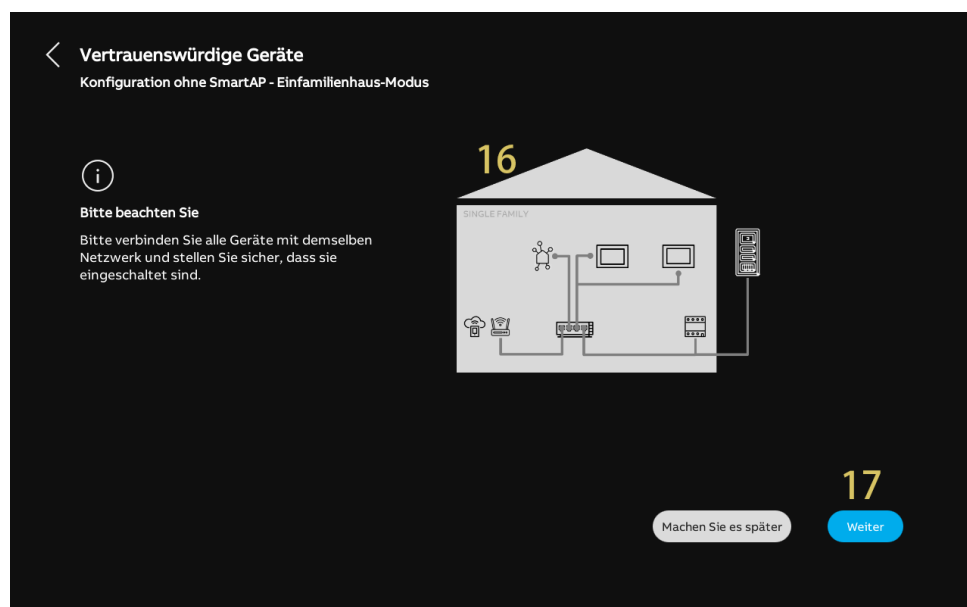 Vertrauenswürdige Geräte
Konfiguration ohne SmartAP - Einfamilienhaus-Modus
16
Bitte beachten Sie
Bitte verbinden Sie alle Geräte mit demselben
Netzwerk und stellen Sie sicher, dass sie
eingeschaltet sind.
SINGLE FAMILY
17
Machen Sie es später
Weiter